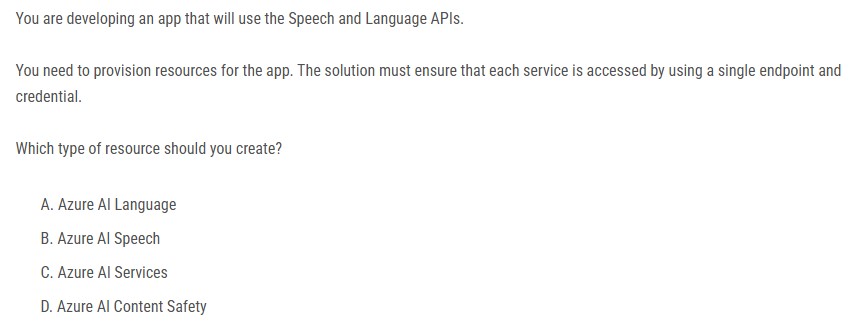 You are developing an app that will use the Speech and Language APIs.
You need to provision resources for the app. The solution must ensure that each service is accessed by using a single endpoint and
credential.
Which type of resource should you create?
A. Azure AI Language
B. Azure AI Speech
C. Azure AI Services
D. Azure AI Content Safety